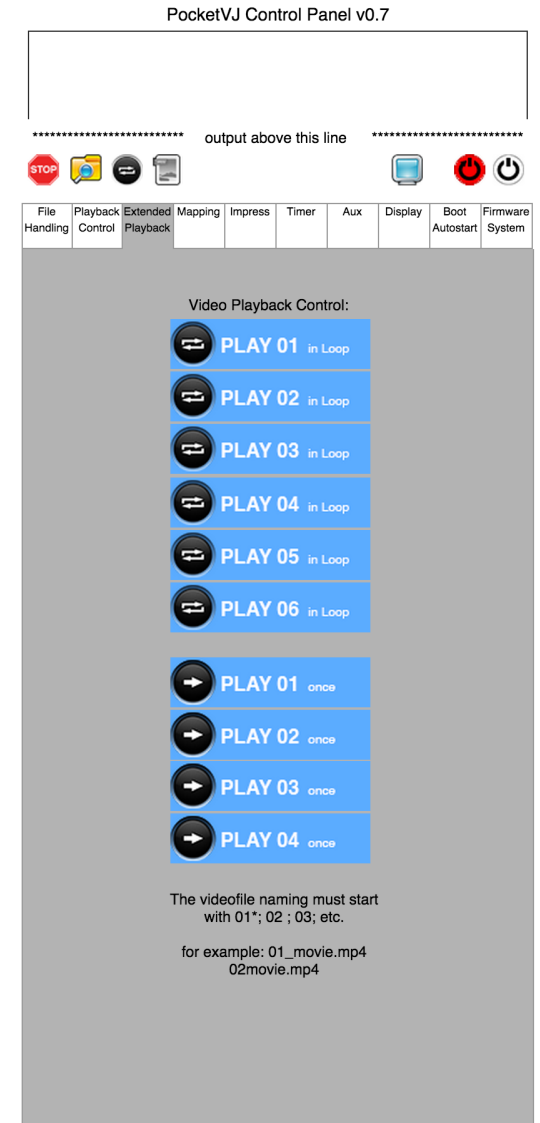 PocketVJ Control Panel v0.7
************************** output above this line **************************
STOP
File Handling
Playback Control
Extended Playback
Mapping
Impress
Timer
Aux
Display
Boot Autostart
Firmware System
Video Playback Control:
PLAY 01 in Loop
PLAY 02 in Loop
PLAY 03 in Loop
PLAY 04 in Loop
PLAY 05 in Loop
PLAY 06 in Loop
PLAY 01 once
PLAY 02 once
PLAY 03 once
PLAY 04 once
The videofile naming must start
with 01*; 02 ; 03; etc.
for example: 01_movie.mp4
02movie.mp4